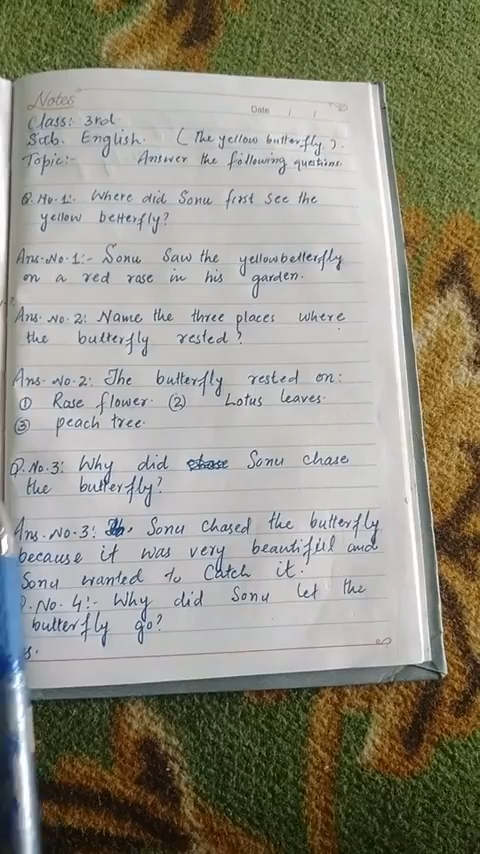 Notes
Date / /
Class: 3rd.
Sub. English. (The yellow butterfly.).
Topic:- Answer the following questions.
Q.No.1:- Where did Sonu first see the
yellow betterfly?
Ans.No.1:- Sonu Saw the yellowbetterfly
on a red rose in his garden.
Ans. No. 2: Name the three places where
the butterfly rested?
Ans. No. 2: The butterfly rested on:
① Rose flower. (2) Lotus leaves.
③ peach tree.
Q. No. 3: Why did Sonu chase
the butterfly?
Ans. No. 3: Sonu chased the butterfly
because it was very beautiful and
Sonu wanted to Catch it.
Q. No. 4:- Why did Sonu let the
butterfly go?